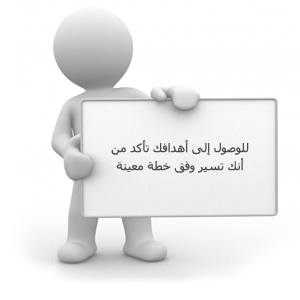 للوصول إلى أهدافك تأكد من
أنك تسير وفق خطة معينة